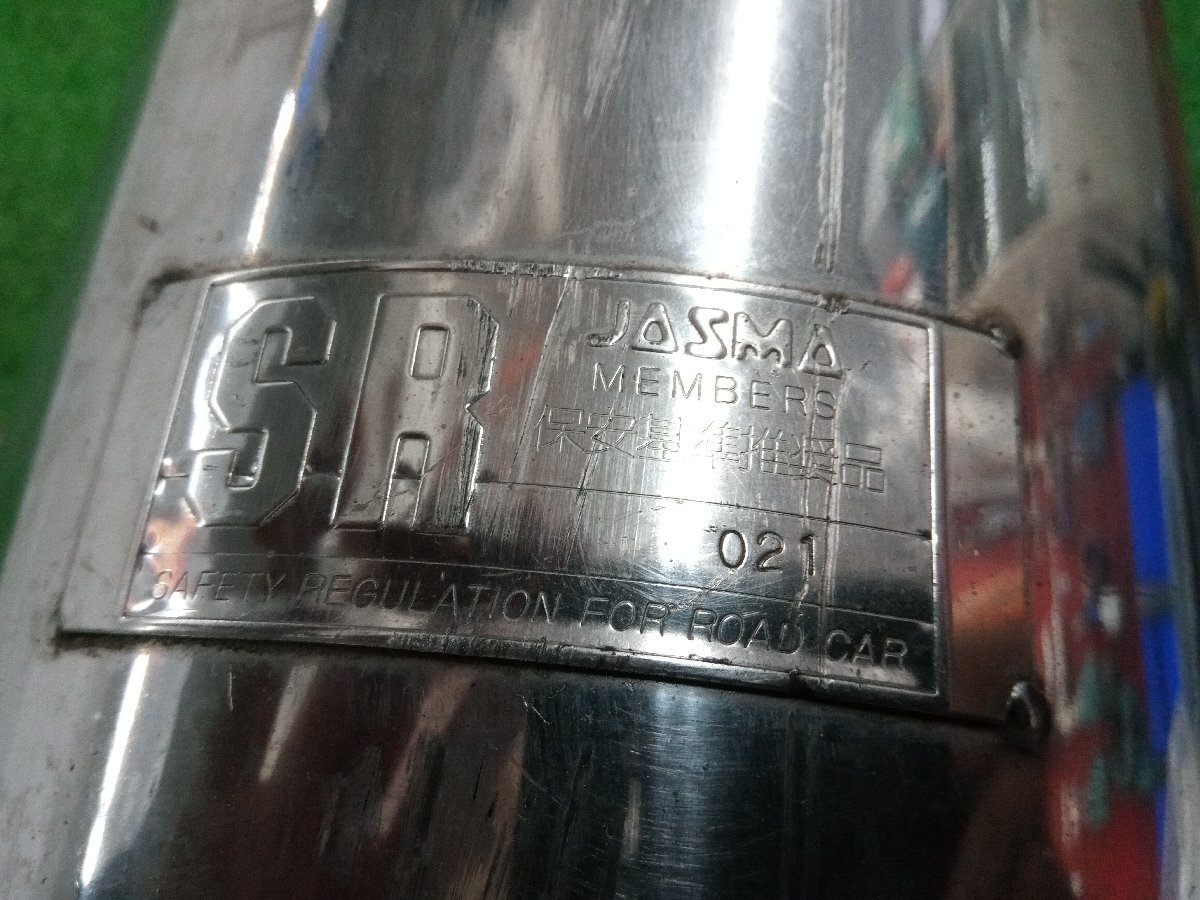 SR
JASMA
MEMBERS
保安基準推奨品
021
SAFETY REGULATION FOR ROAD CAR